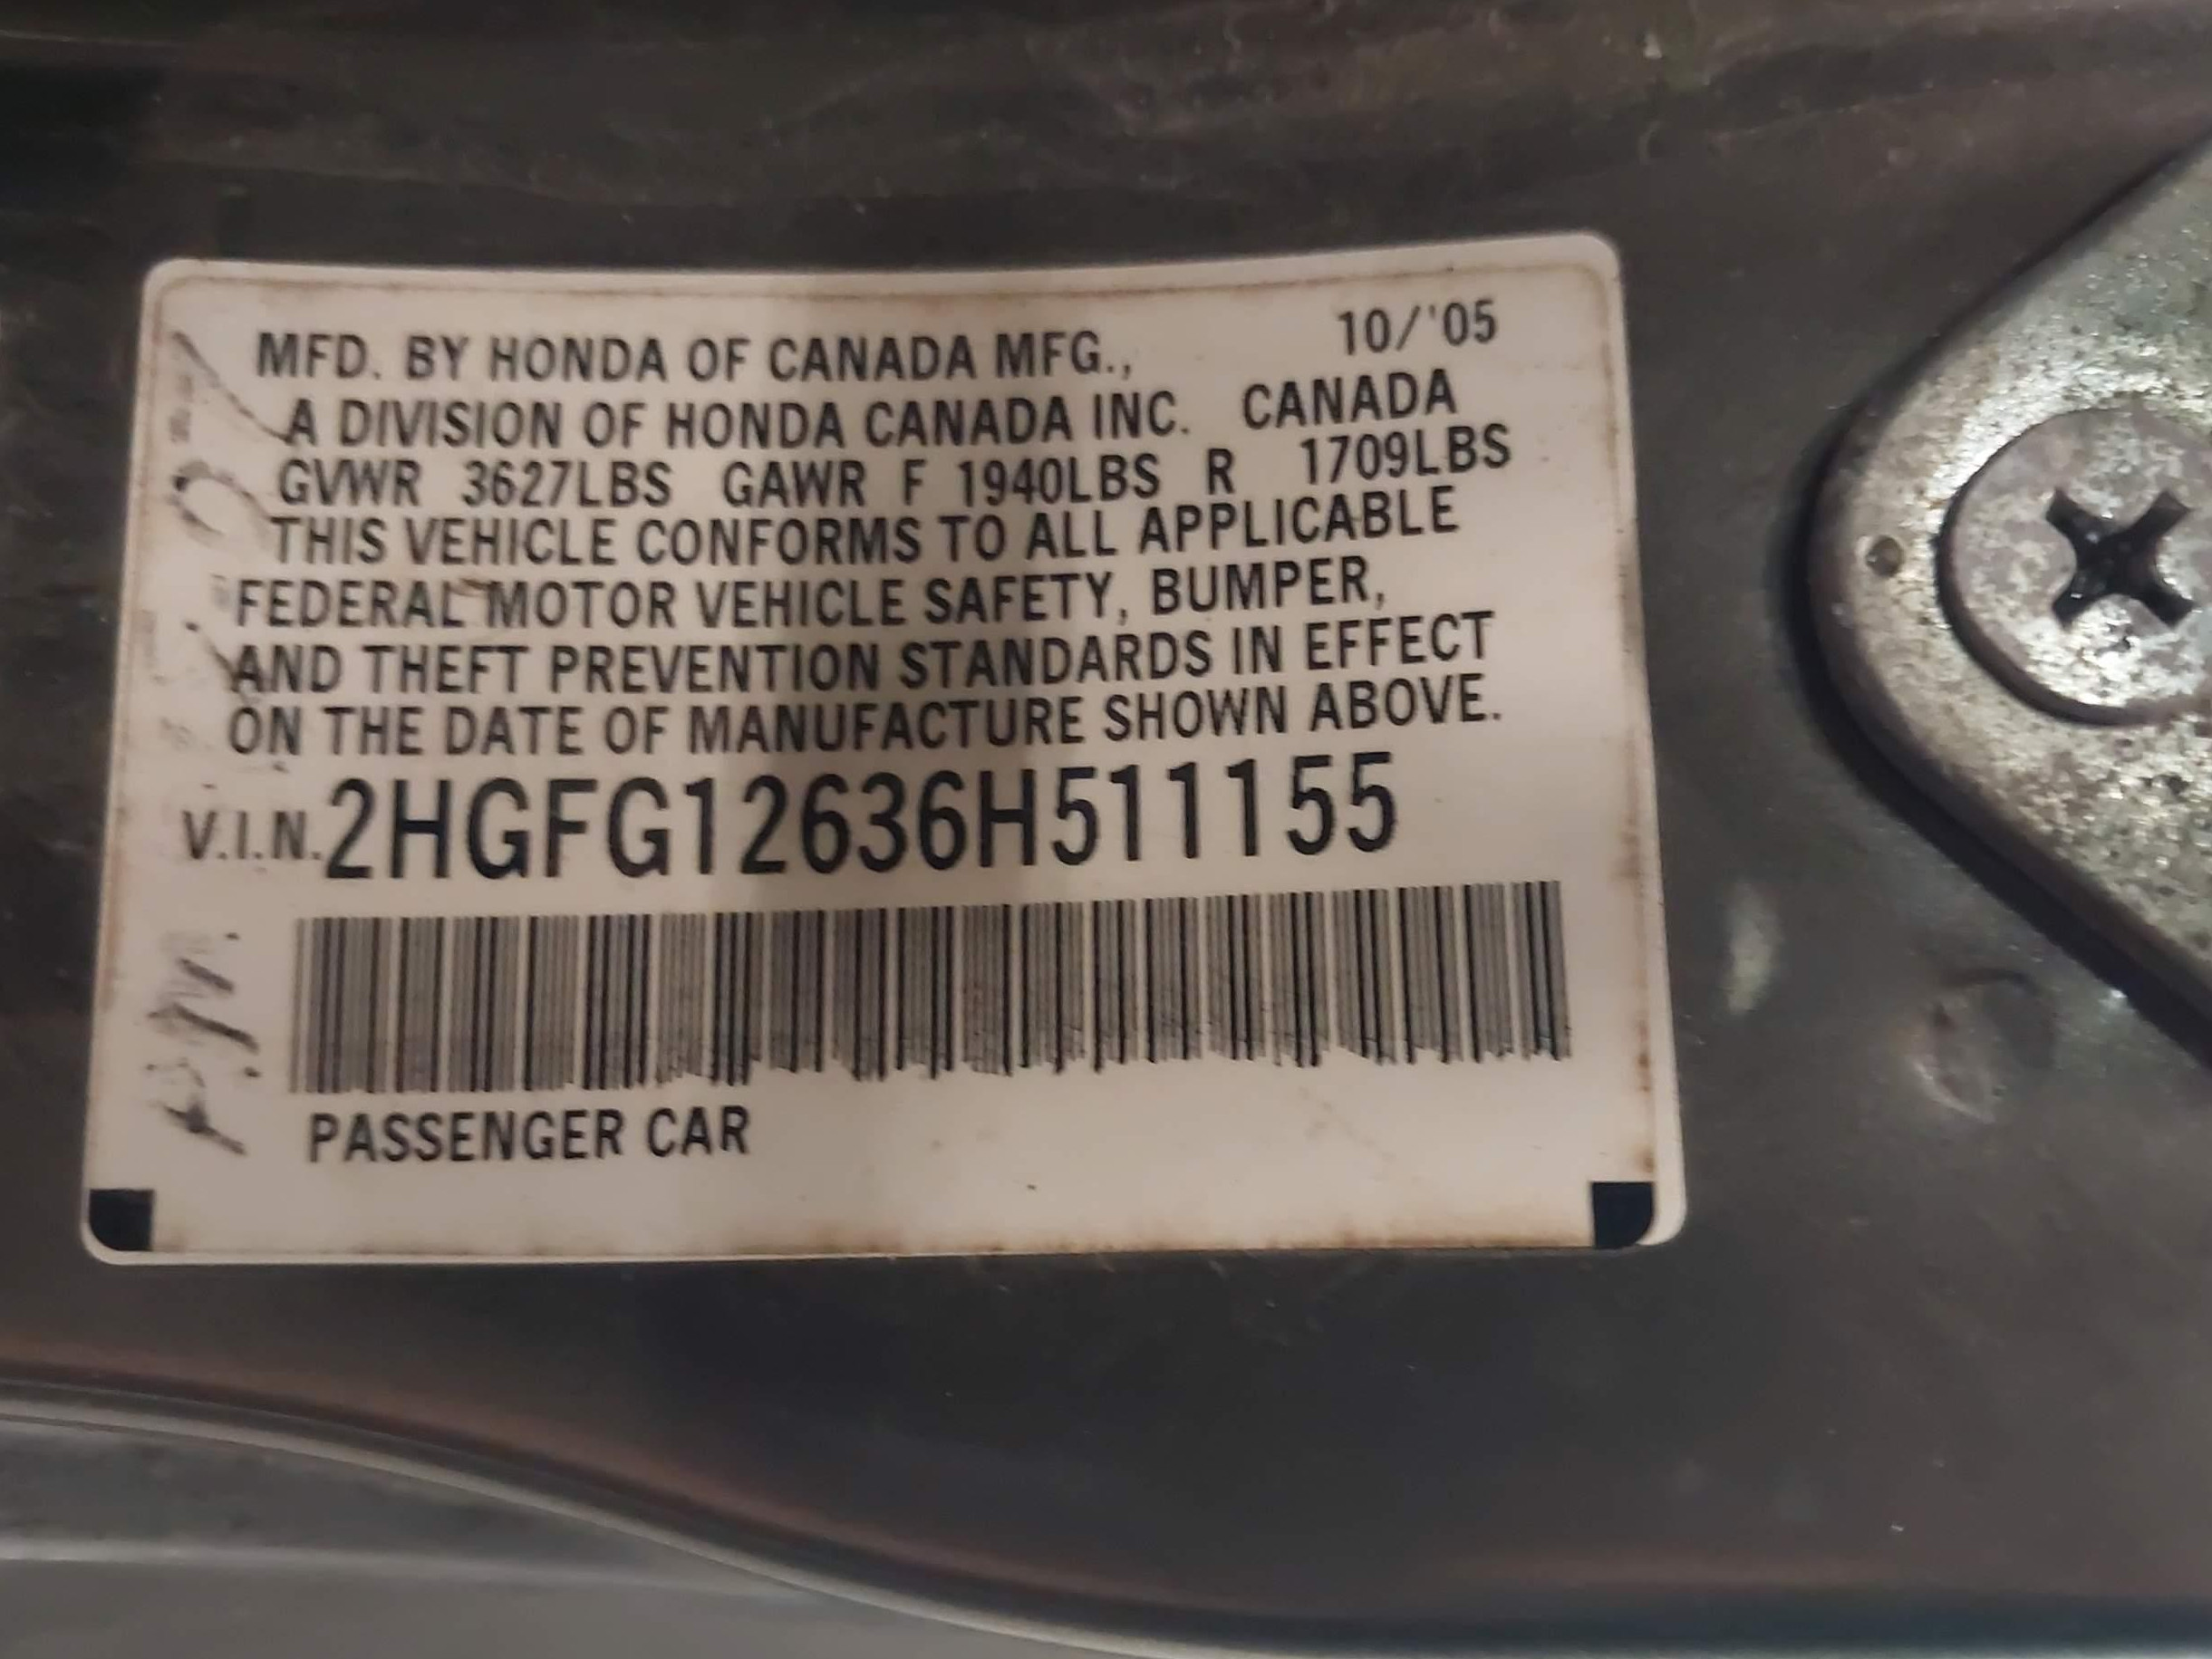 10/'05
MFD. BY HONDA OF CANADA MFG.,
A DIVISION OF HONDA CANADA INC. CANADA
GVWR 3627LBS GAWR F 1940LBS R 1709LBS
THIS VEHICLE CONFORMS TO ALL APPLICABLE
FEDERAL MOTOR VEHICLE SAFETY, BUMPER,
AND THEFT PREVENTION STANDARDS IN EFFECT
ON THE DATE OF MANUFACTURE SHOWN ABOVE.
V.I.N. 2HGFG12636H511155
PASSENGER CAR